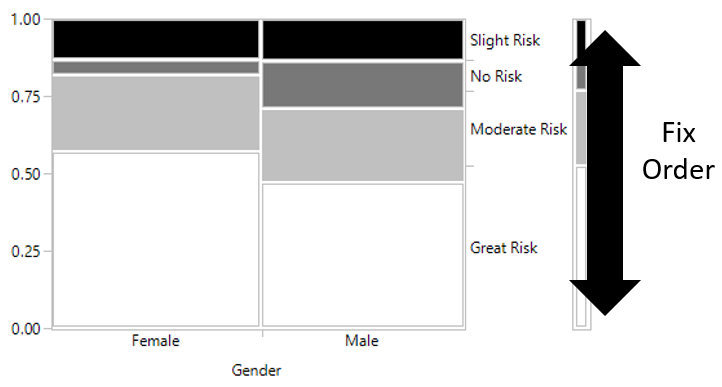 1.00
0.75
0.50
0.25
0.00
Slight Risk
No Risk
Moderate Risk
Great Risk
Female
Male
Gender
Fix
Order